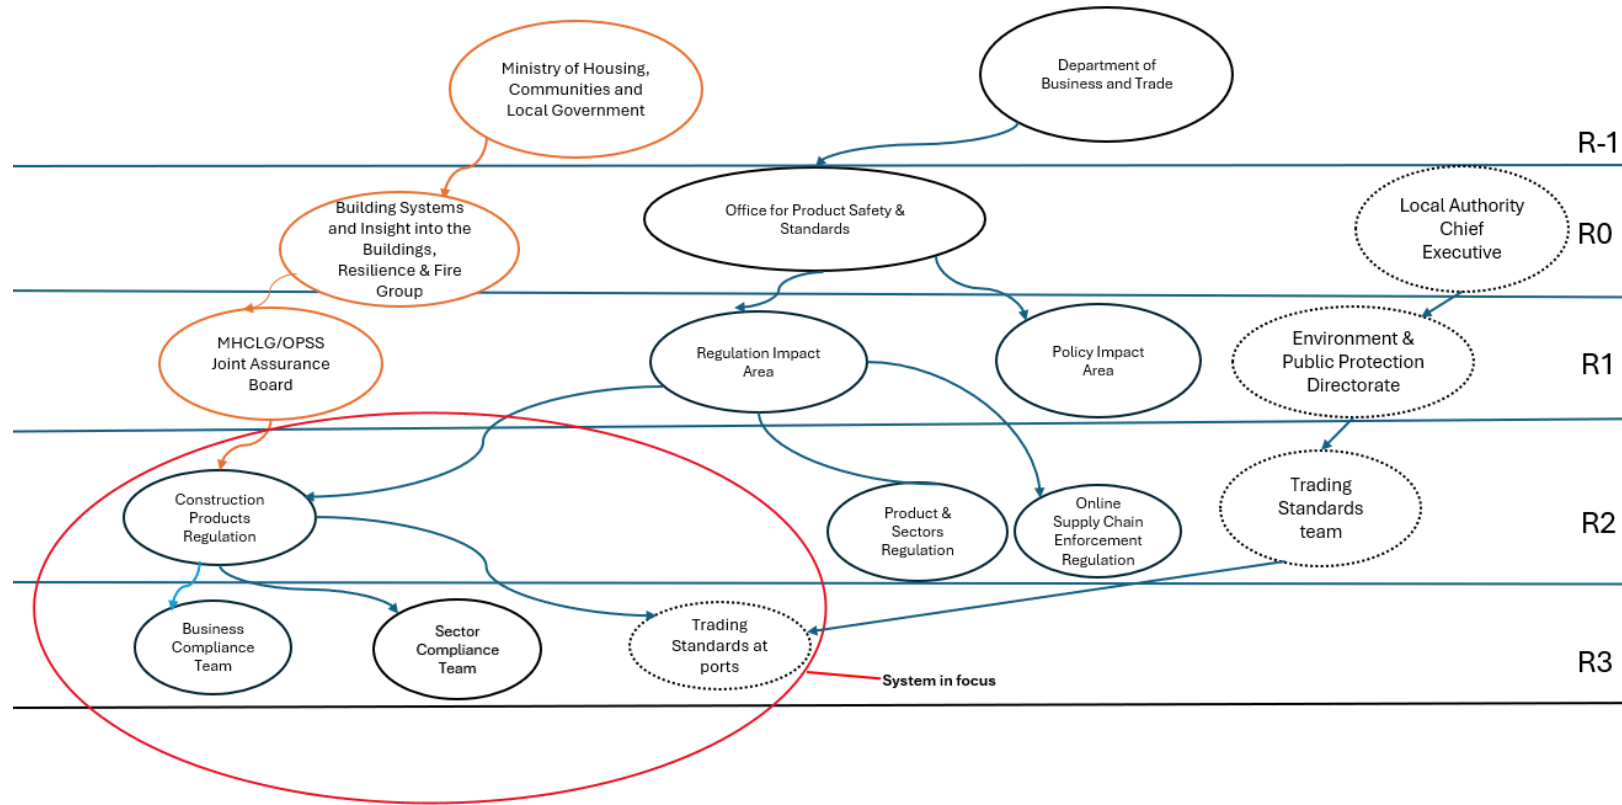 Ministry of Housing,
Communities and
Local Government
Department of
Business and Trade
R-1
Building Systems
and Insight into the
Buildings,
Resilience & Fire
Group
Office for Product Safety &
Standards
Local Authority
Chief
Executive
R0
MHCLG/OPSS
Joint Assurance
Board
Regulation Impact
Area
Policy Impact
Area
Environment &
Public Protection
Directorate
R1
Construction
Products
Regulation
Product &
Sectors
Regulation
Online
Supply Chain
Enforcement
Regulation
Trading
Standards
team
R2
Business
Compliance
Team
Sector
Compliance
Team
Trading
Standards at
ports
System in focus
R3